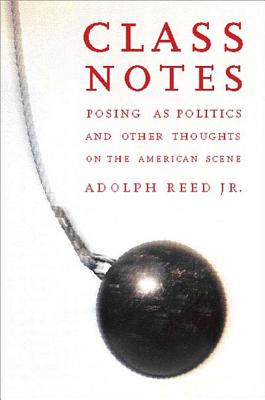 CLASS
NOTES
POSING AS POLITICS
AND OTHER THOUGHTS
ON THE AMERICAN SCENE
ADOLPH REED JR.